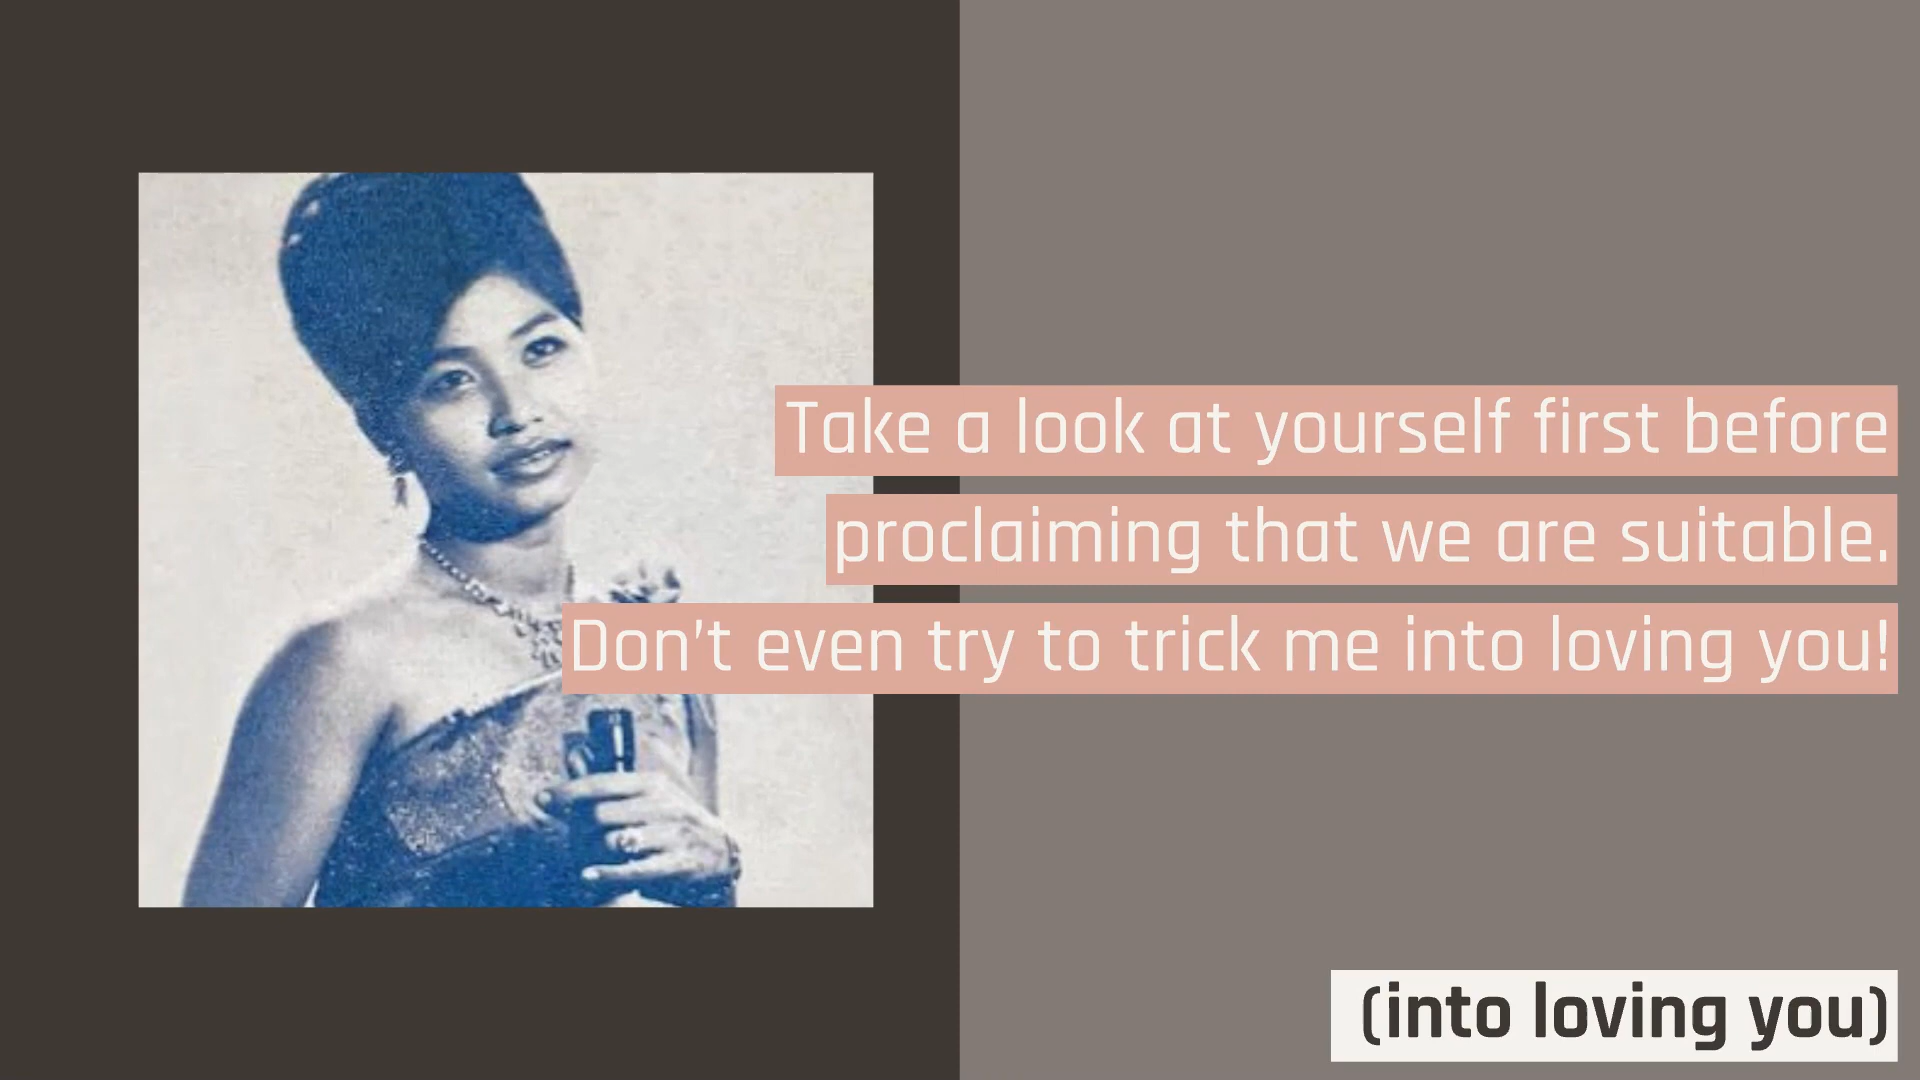 Take a look at yourself first before
proclaiming that we are suitable.
Don't even try to trick me into loving you!
(into loving you)